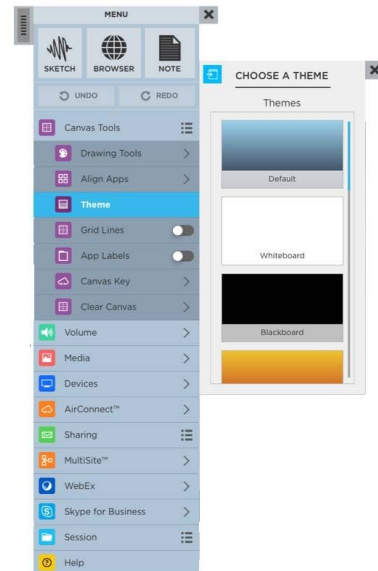 MENU
SKETCH
BROWSER
NOTE
UNDO
REDO
Canvas Tools
Drawing Tools
Align Apps
Theme
Grid Lines
App Labels
Canvas Key
Clear Canvas
Volume
Media
Devices
AirConnect™
Sharing
MultiSite™
WebEx
Skype for Business
Session
Help
CHOOSE A THEME
Themes
Default
Whiteboard
Blackboard